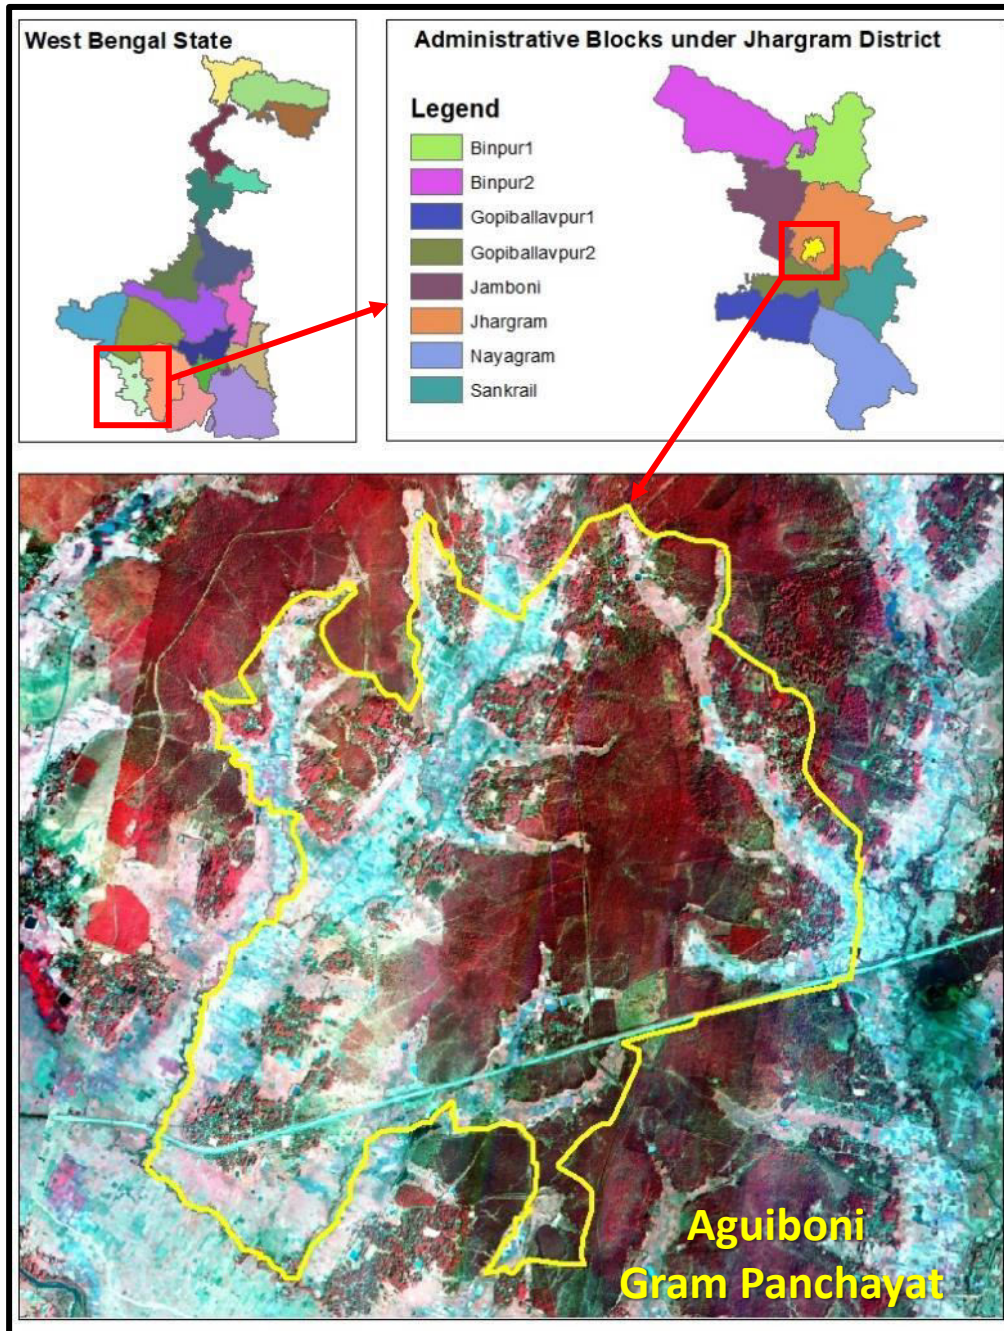 West Bengal State
Administrative Blocks under Jhargram District
Legend
Binpur1
Binpur2
Gopiballavpur1
Gopiballavpur2
Jamboni
Jhargram
Nayagram
Sankrail
Aguiboni
Gram Panchayat